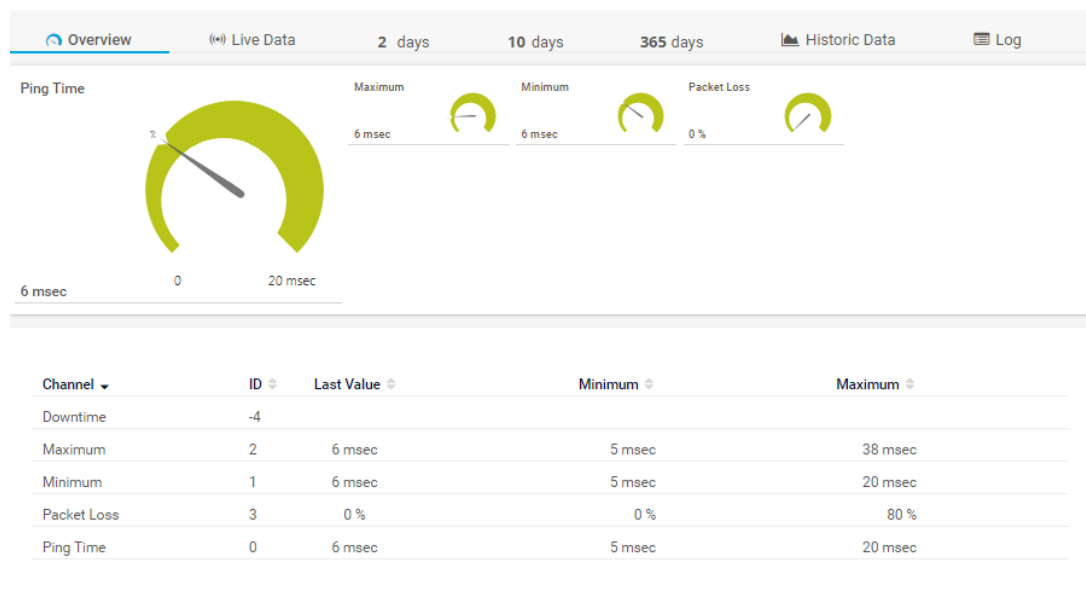 Overview Live Data 2 days 10 days 365 days Historic Data Log
Ping Time
Maximum
6 msec
Minimum
6 msec
Packet Loss
0 %
0
20 msec
6 msec
Channel ID Last Value Minimum Maximum
Downtime -4
Maximum 2 6 msec 5 msec 38 msec
Minimum 1 6 msec 5 msec 20 msec
Packet Loss 3 0 % 0 % 80 %
Ping Time 0 6 msec 5 msec 20 msec